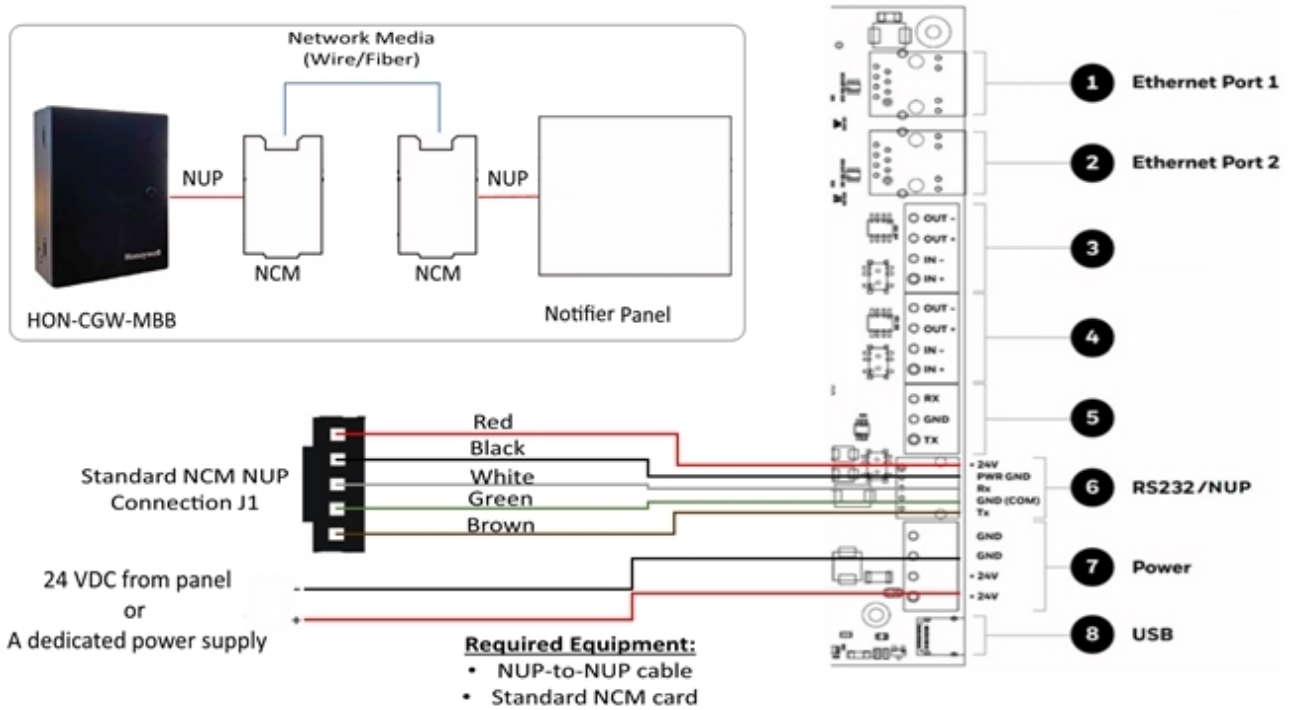 Network Media
(Wire/Fiber)
NUP
NUP
Honeywell
NCM
NCM
HON-CGW-MBB
Notifier Panel
1 Ethernet Port 1
2 Ethernet Port 2
OUT -
OUT +
IN -
IN +
3
OUT -
OUT +
IN -
IN +
4
RX
GND
TX
5
Standard NCM NUP
Connection J1
Red
Black
White
Green
Brown
- 24V
PWR GND
Rx
GND (COM)
Tx
6 RS232/NUP
GND
GND
- 24V
- 24V
7 Power
24 VDC from panel
or
A dedicated power supply
-
+
8 USB
Required Equipment:
• NUP-to-NUP cable
• Standard NCM card